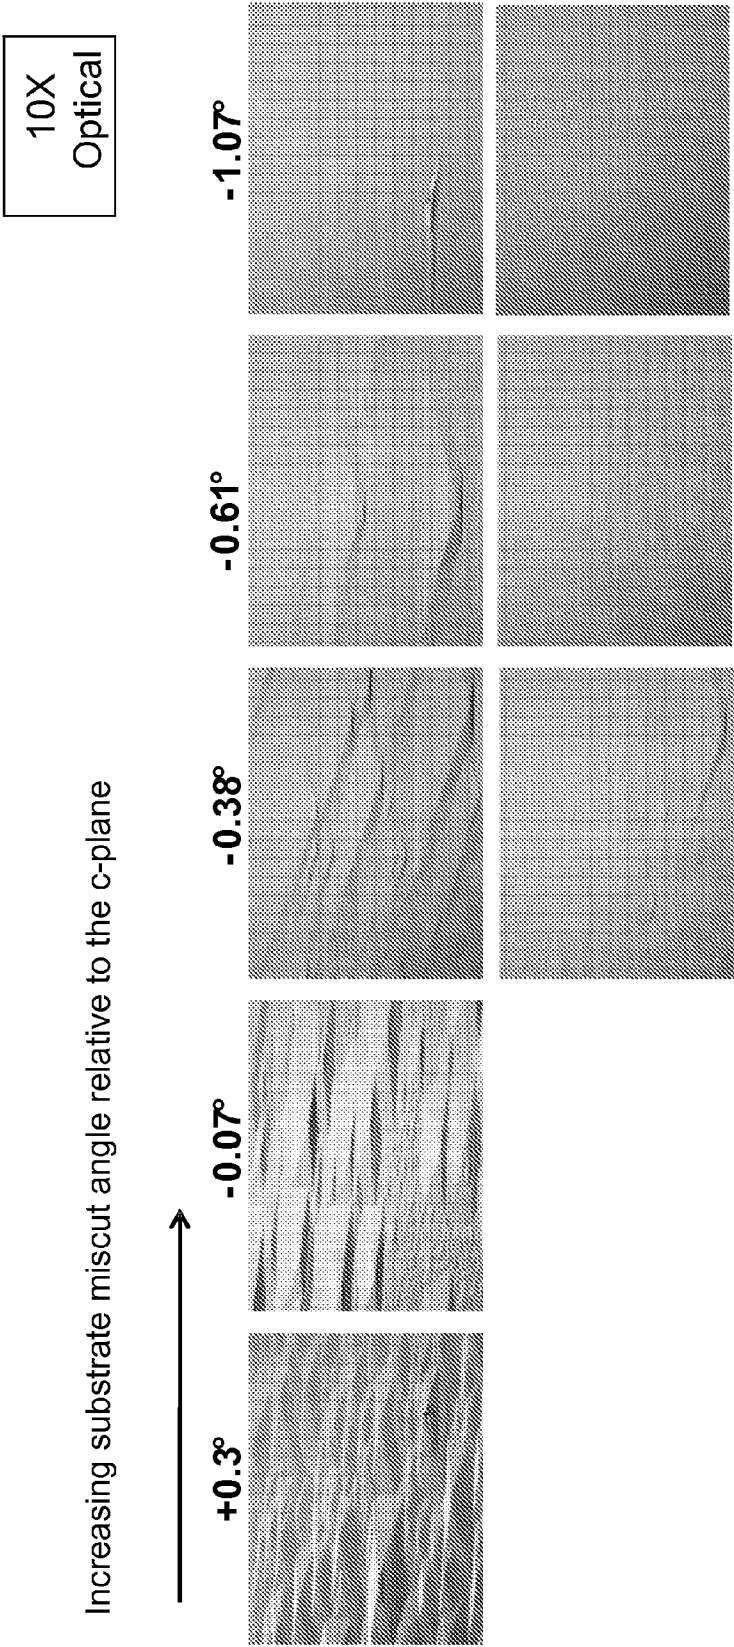 10X
Optical
Increasing substrate miscut angle relative to the c-plane
+0.3°
-0.07°
-0.38°
-0.61°
-1.07°